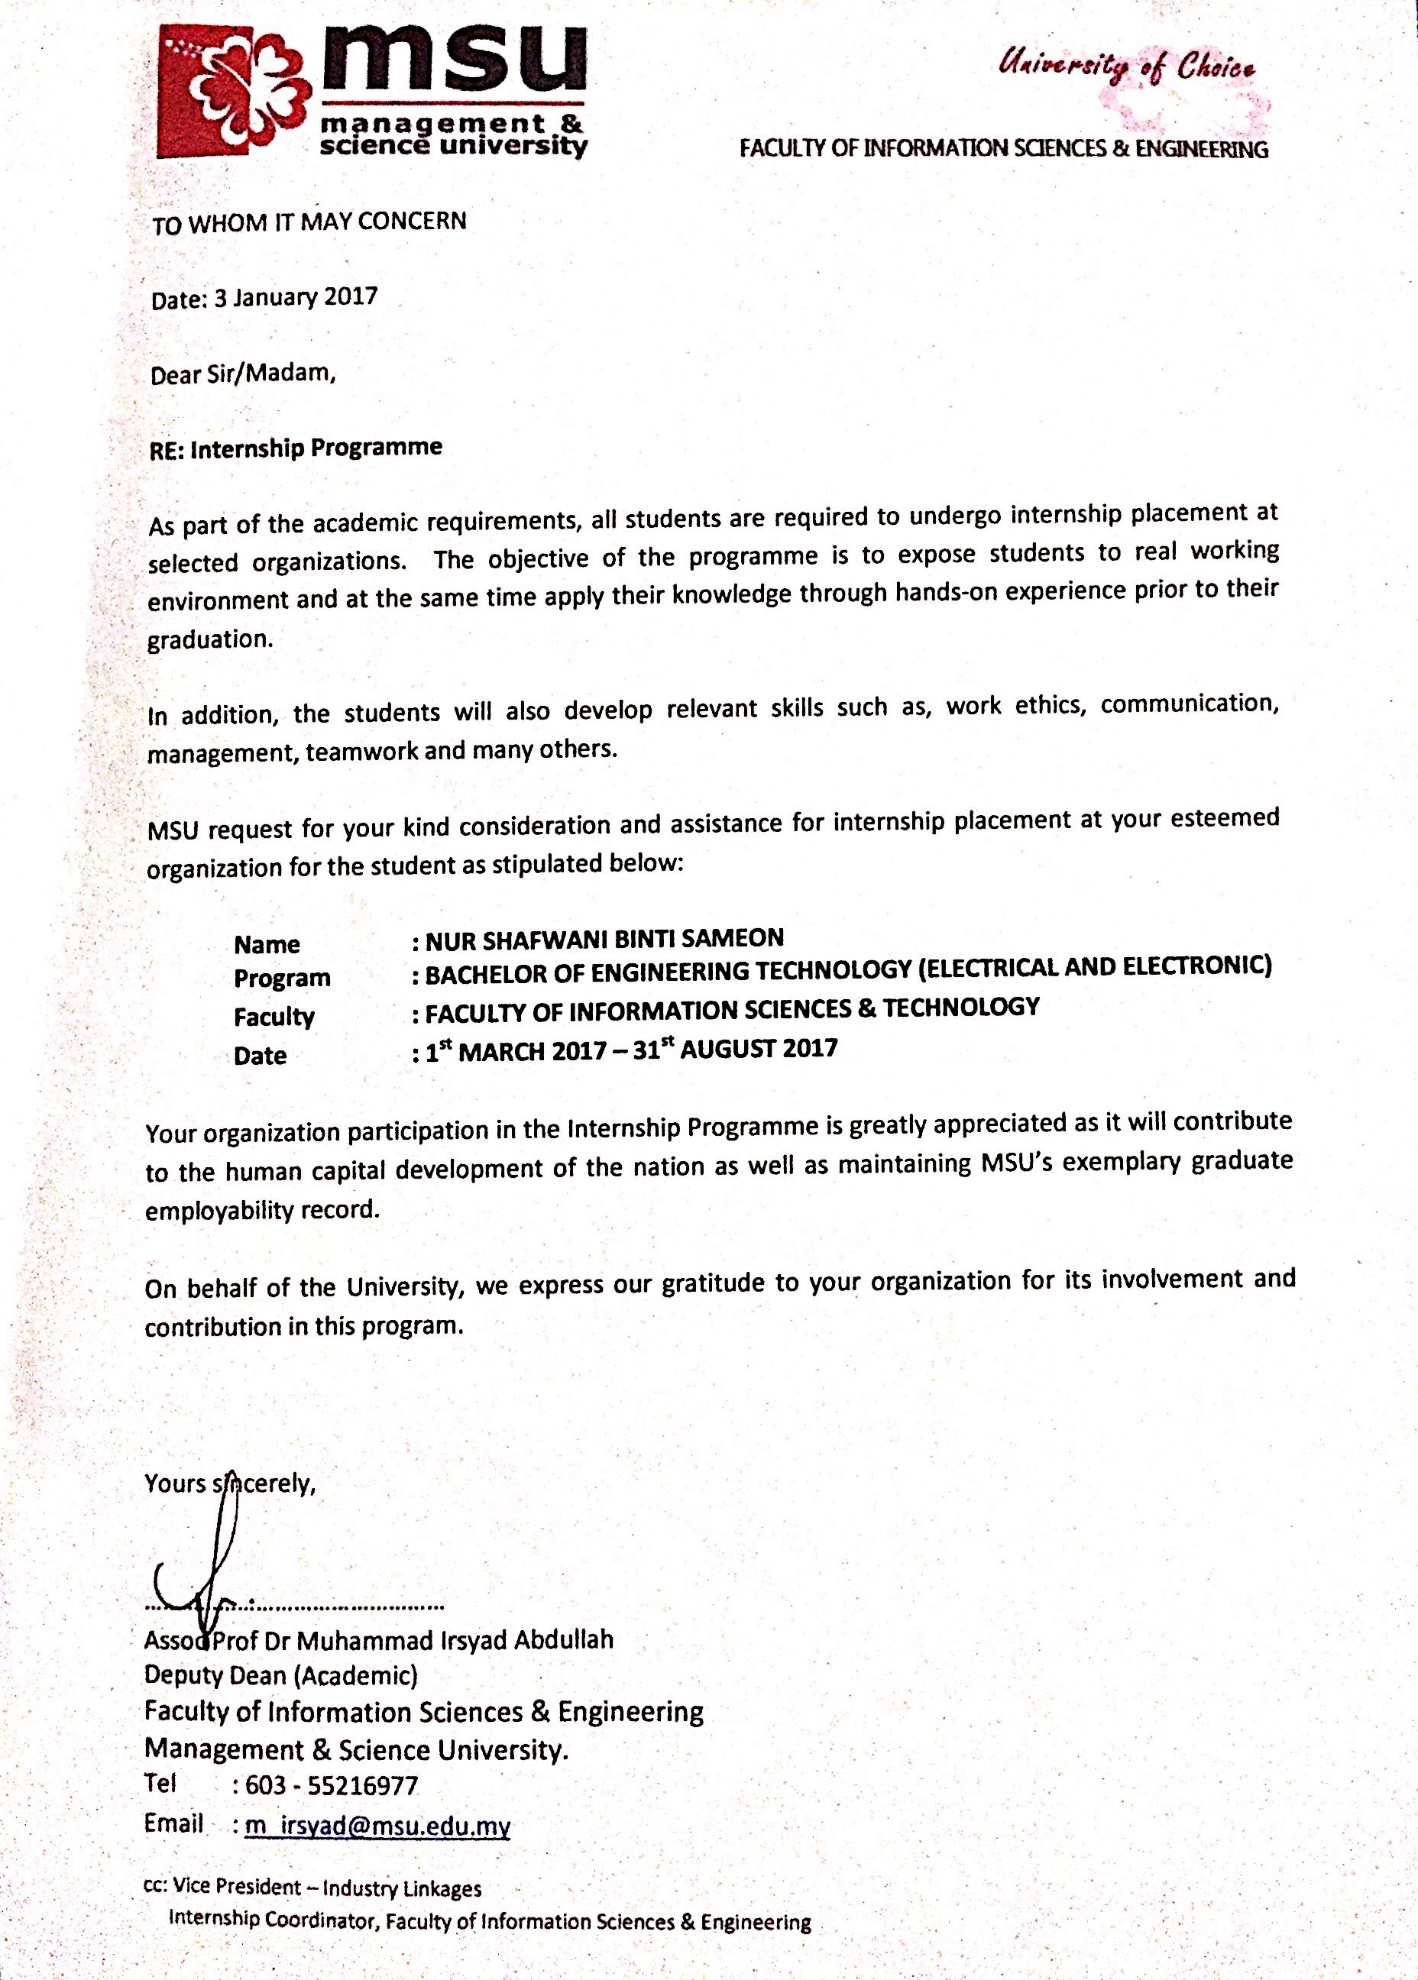 msu
management &
science university
University of Choice
FACULTY OF INFORMATION SCIENCES & ENGINEERING
TO WHOM IT MAY CONCERN
Date: 3 January 2017
Dear Sir/Madam,
RE: Internship Programme
As part of the academic requirements, all students are required to undergo internship placement at
selected organizations. The objective of the programme is to expose students to real working
environment and at the same time apply their knowledge through hands-on experience prior to their
graduation.
In addition, the students will also develop relevant skills such as, work ethics, communication,
management, teamwork and many others.
MSU request for your kind consideration and assistance for internship placement at your esteemed
organization for the student as stipulated below:
Name : NUR SHAFWANI BINTI SAMEON
Program : BACHELOR OF ENGINEERING TECHNOLOGY (ELECTRICAL AND ELECTRONIC)
Faculty : FACULTY OF INFORMATION SCIENCES & TECHNOLOGY
Date : 1st MARCH 2017 – 31st AUGUST 2017
Your organization participation in the Internship Programme is greatly appreciated as it will contribute
to the human capital development of the nation as well as maintaining MSU's exemplary graduate
employability record.
On behalf of the University, we express our gratitude to your organization for its involvement and
contribution in this program.
Yours sincerely,
Assoc Prof Dr Muhammad Irsyad Abdullah
Deputy Dean (Academic)
Faculty of Information Sciences & Engineering
Management & Science University.
Tel : 603 - 55216977
Email : m_irsyad@msu.edu.my
cc: Vice President – Industry Linkages
Internship Coordinator, Faculty of Information Sciences & Engineering